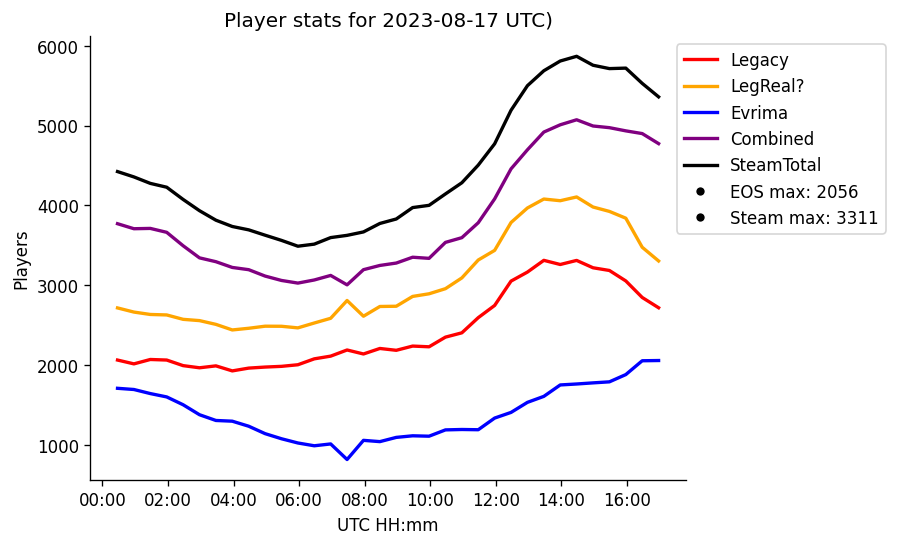 Player stats for 2023-08-17 UTC)
6000
5000
4000
3000
2000
1000
Players
00:00 02:00 04:00 06:00 08:00 10:00 12:00 14:00 16:00
UTC HH:mm
Legacy
LegReal?
Evrima
Combined
SteamTotal
EOS max: 2056
Steam max: 3311